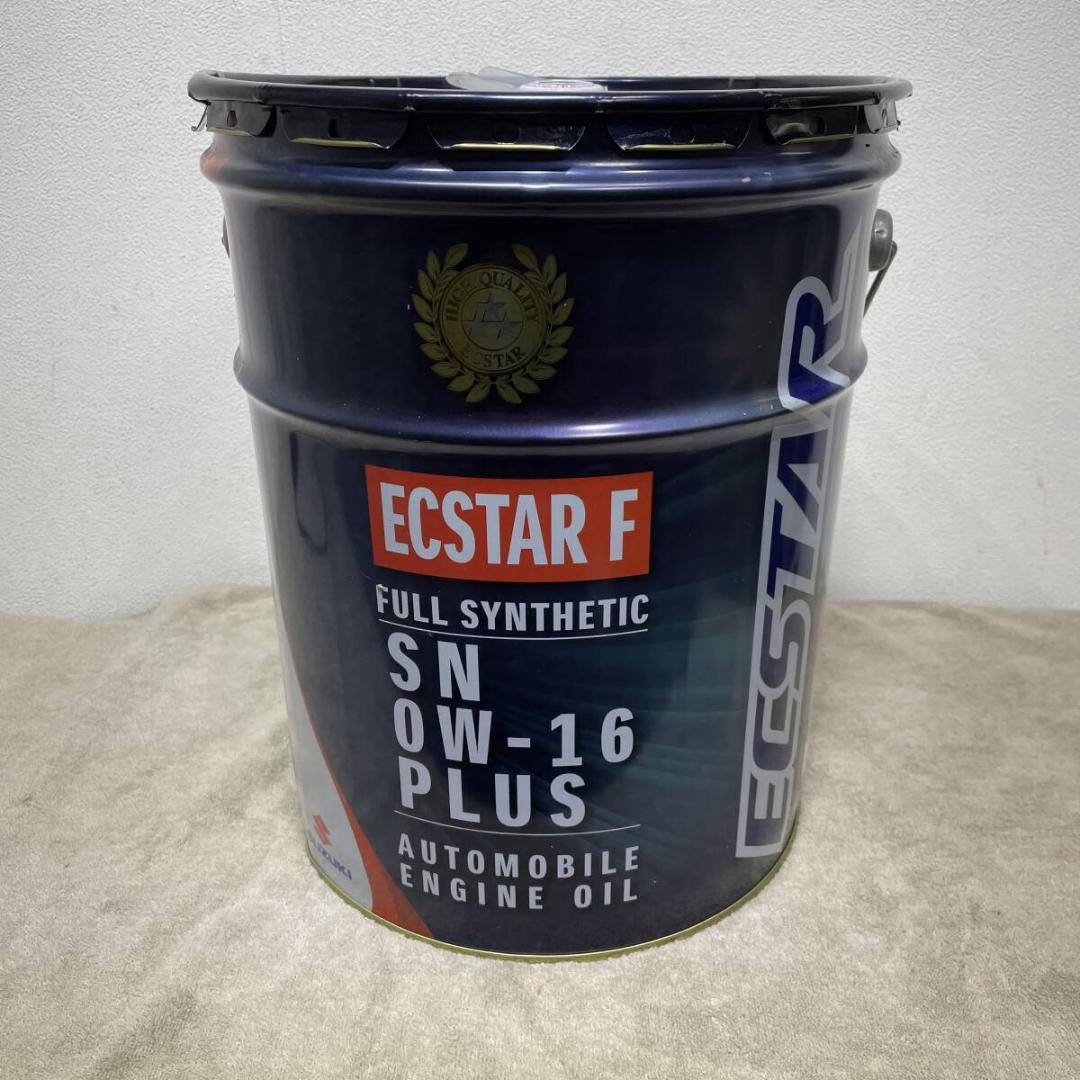 HIGH QUALITY
ECSTAR
ECSTAR F
FULL SYNTHETIC
SN
0W-16
PLUS
AUTOMOBILE
ENGINE OIL
SUZUKI
ECSTAR